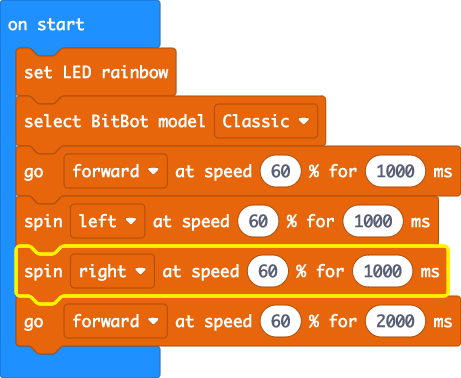 on start
set LED rainbow
select BitBot model Classic
go forward at speed 60 % for 1000 ms
spin left at speed 60 % for 1000 ms
spin right at speed 60 % for 1000 ms
go forward at speed 60 % for 2000 ms